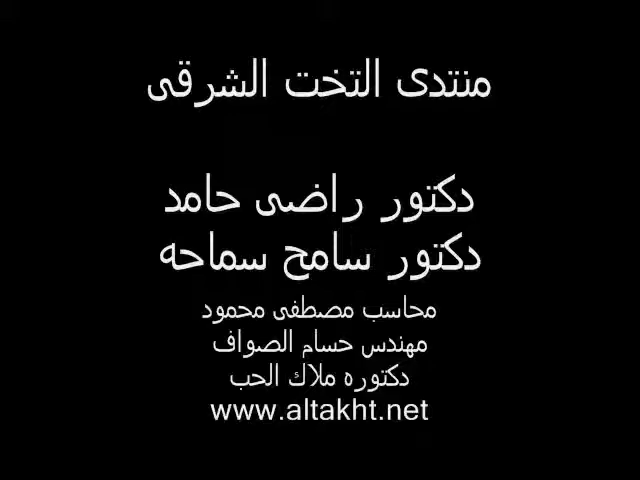 منتدى التخت الشرقى
دكتور راضى حامد
دكتور سامح سماحه
محاسب مصطفى محمود
مهندس حسام الصواف
دكتوره ملاك الحب
www.altakht.net